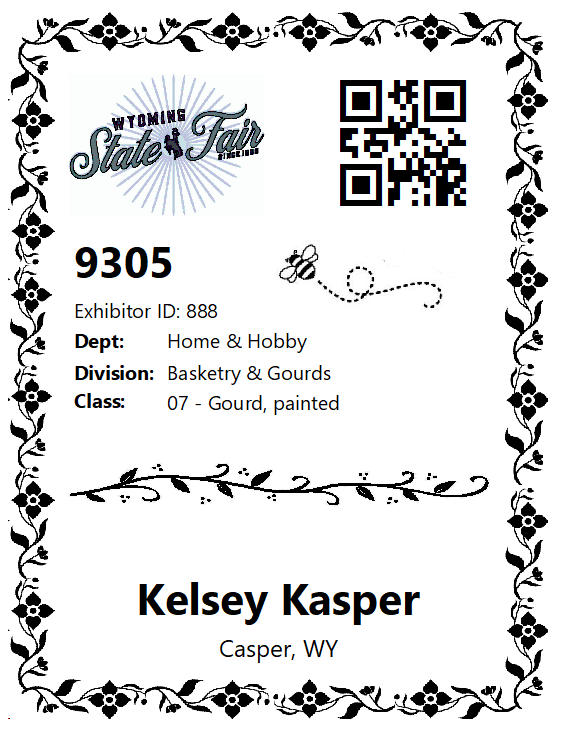 WYOMING
State Fair
SINCE 1886
9305
Exhibitor ID: 888
Dept: Home & Hobby
Division: Basketry & Gourds
Class: 07 - Gourd, painted
Kelsey Kasper
Casper, WY